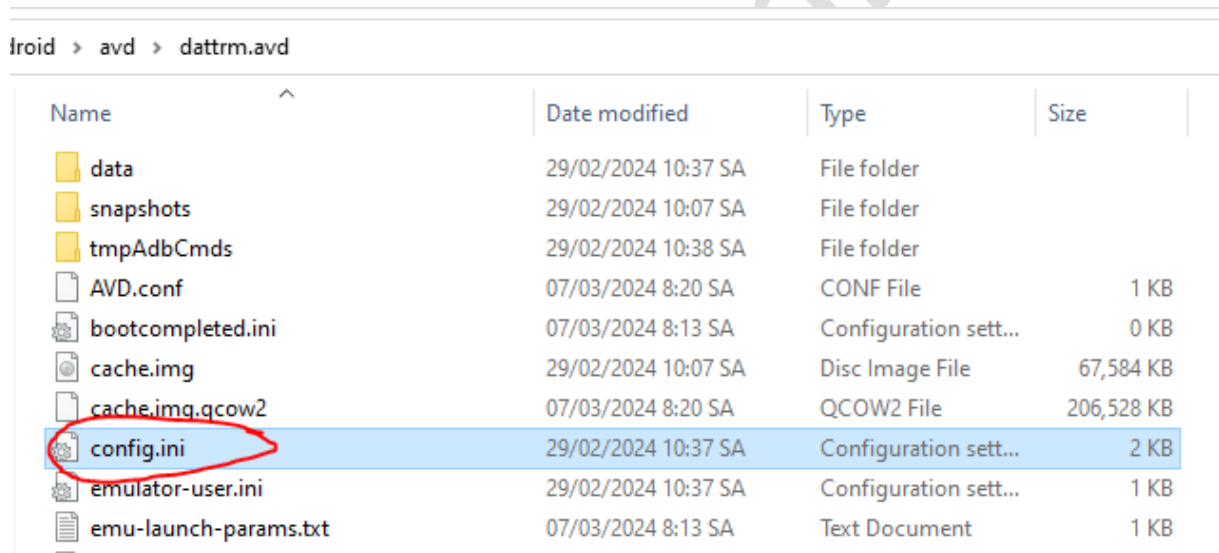 droid > avd > dattrm.avd
Name Date modified Type Size
data 29/02/2024 10:37 SA File folder
snapshots 29/02/2024 10:07 SA File folder
tmpAdbCmds 29/02/2024 10:38 SA File folder
AVD.conf 07/03/2024 8:20 SA CONF File 1 KB
bootcompleted.ini 07/03/2024 8:13 SA Configuration sett... 0 KB
cache.img 29/02/2024 10:07 SA Disc Image File 67,584 KB
cache.img.qcow2 07/03/2024 8:20 SA QCOW2 File 206,528 KB
config.ini 29/02/2024 10:37 SA Configuration sett... 2 KB
emulator-user.ini 29/02/2024 10:37 SA Configuration sett... 1 KB
emu-launch-params.txt 07/03/2024 8:13 SA Text Document 1 KB